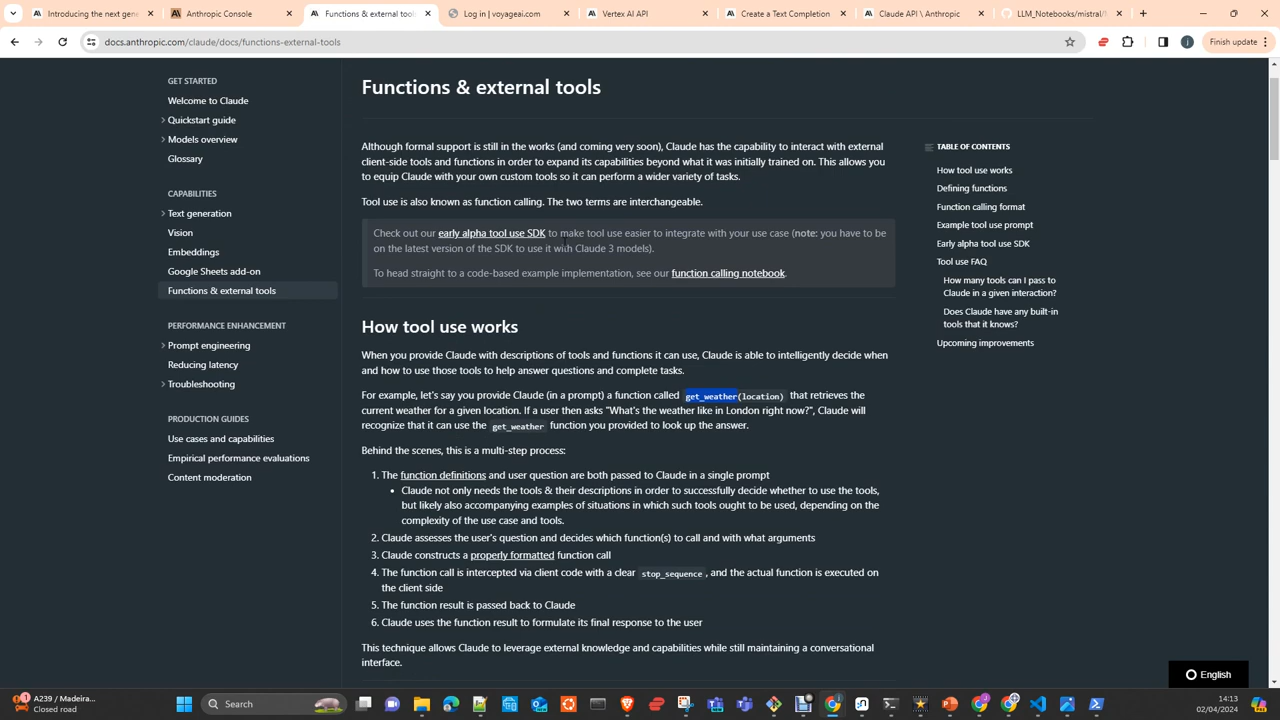 Introducing the next gener
Anthropic Console
Functions & external tools
Log in | voyageai.com
Vertex AI API
Create a Text Completion
Claude API \ Anthropic
LLM_Notebooks/mistral/
docs.anthropic.com/claude/docs/functions-external-tools
Finish update
GET STARTED
Welcome to Claude
Quickstart guide
Models overview
Glossary
CAPABILITIES
Text generation
Vision
Embeddings
Google Sheets add-on
Functions & external tools
PERFORMANCE ENHANCEMENT
Prompt engineering
Reducing latency
Troubleshooting
PRODUCTION GUIDES
Use cases and capabilities
Empirical performance evaluations
Content moderation
Functions & external tools
Although formal support is still in the works (and coming very soon), Claude has the capability to interact with external
client-side tools and functions in order to expand its capabilities beyond what it was initially trained on. This allows you
to equip Claude with your own custom tools so it can perform a wider variety of tasks.
Tool use is also known as function calling. The two terms are interchangeable.
Check out our early alpha tool use SDK to make tool use easier to integrate with your use case (note: you have to be
on the latest version of the SDK to use it with Claude 3 models).
To head straight to a code-based example implementation, see our function calling notebook.
How tool use works
When you provide Claude with descriptions of tools and functions it can use, Claude is able to intelligently decide when
and how to use those tools to help answer questions and complete tasks.
For example, let's say you provide Claude (in a prompt) a function called get_weather(location) that retrieves the
current weather for a given location. If a user then asks "What's the weather like in London right now?", Claude will
recognize that it can use the get_weather function you provided to look up the answer.
Behind the scenes, this is a multi-step process:
1. The function definitions and user question are both passed to Claude in a single prompt
• Claude not only needs the tools & their descriptions in order to successfully decide whether to use the tools,
but likely also accompanying examples of situations in which such tools ought to be used, depending on the
complexity of the use case and tools.
2. Claude assesses the user's question and decides which function(s) to call and with what arguments
3. Claude constructs a properly formatted function call
4. The function call is intercepted via client code with a clear stop_sequence, and the actual function is executed on
the client side
5. The function result is passed back to Claude
6. Claude uses the function result to formulate its final response to the user
This technique allows Claude to leverage external knowledge and capabilities while still maintaining a conversational
interface.
TABLE OF CONTENTS
How tool use works
Defining functions
Function calling format
Example tool use prompt
Early alpha tool use SDK
Tool use FAQ
How many tools can I pass to
Claude in a given interaction?
Does Claude have any built-in
tools that it knows?
Upcoming improvements
English
A239 / Madeira...
Closed road
Search
14:13
02/04/2024